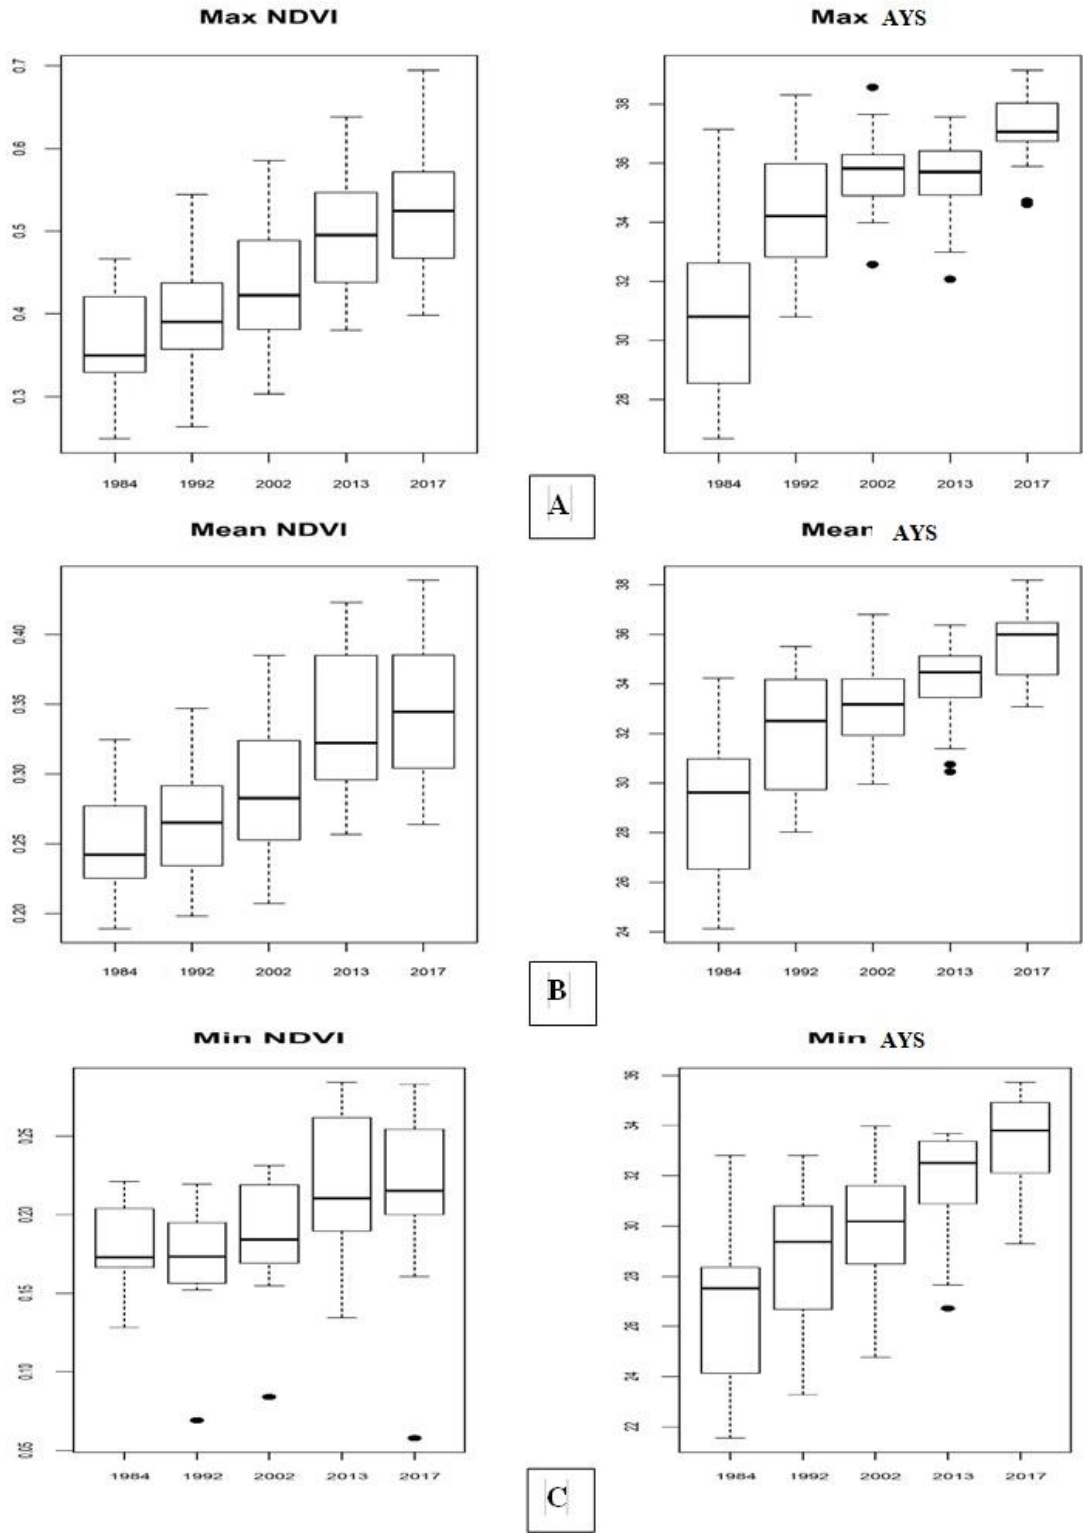 Max NDVI
0.7
0.6
0.5
0.4
0.3
1984 1992 2002 2013 2017
Max AYS
38
36
34
32
30
28
1984 1992 2002 2013 2017
A
Mean NDVI
0.40
0.35
0.30
0.25
0.20
1984 1992 2002 2013 2017
Mean AYS
38
36
34
32
30
28
26
24
1984 1992 2002 2013 2017
B
Min NDVI
0.25
0.20
0.15
0.10
0.05
1984 1992 2002 2013 2017
Min AYS
36
34
32
30
28
26
24
22
1984 1992 2002 2013 2017
C